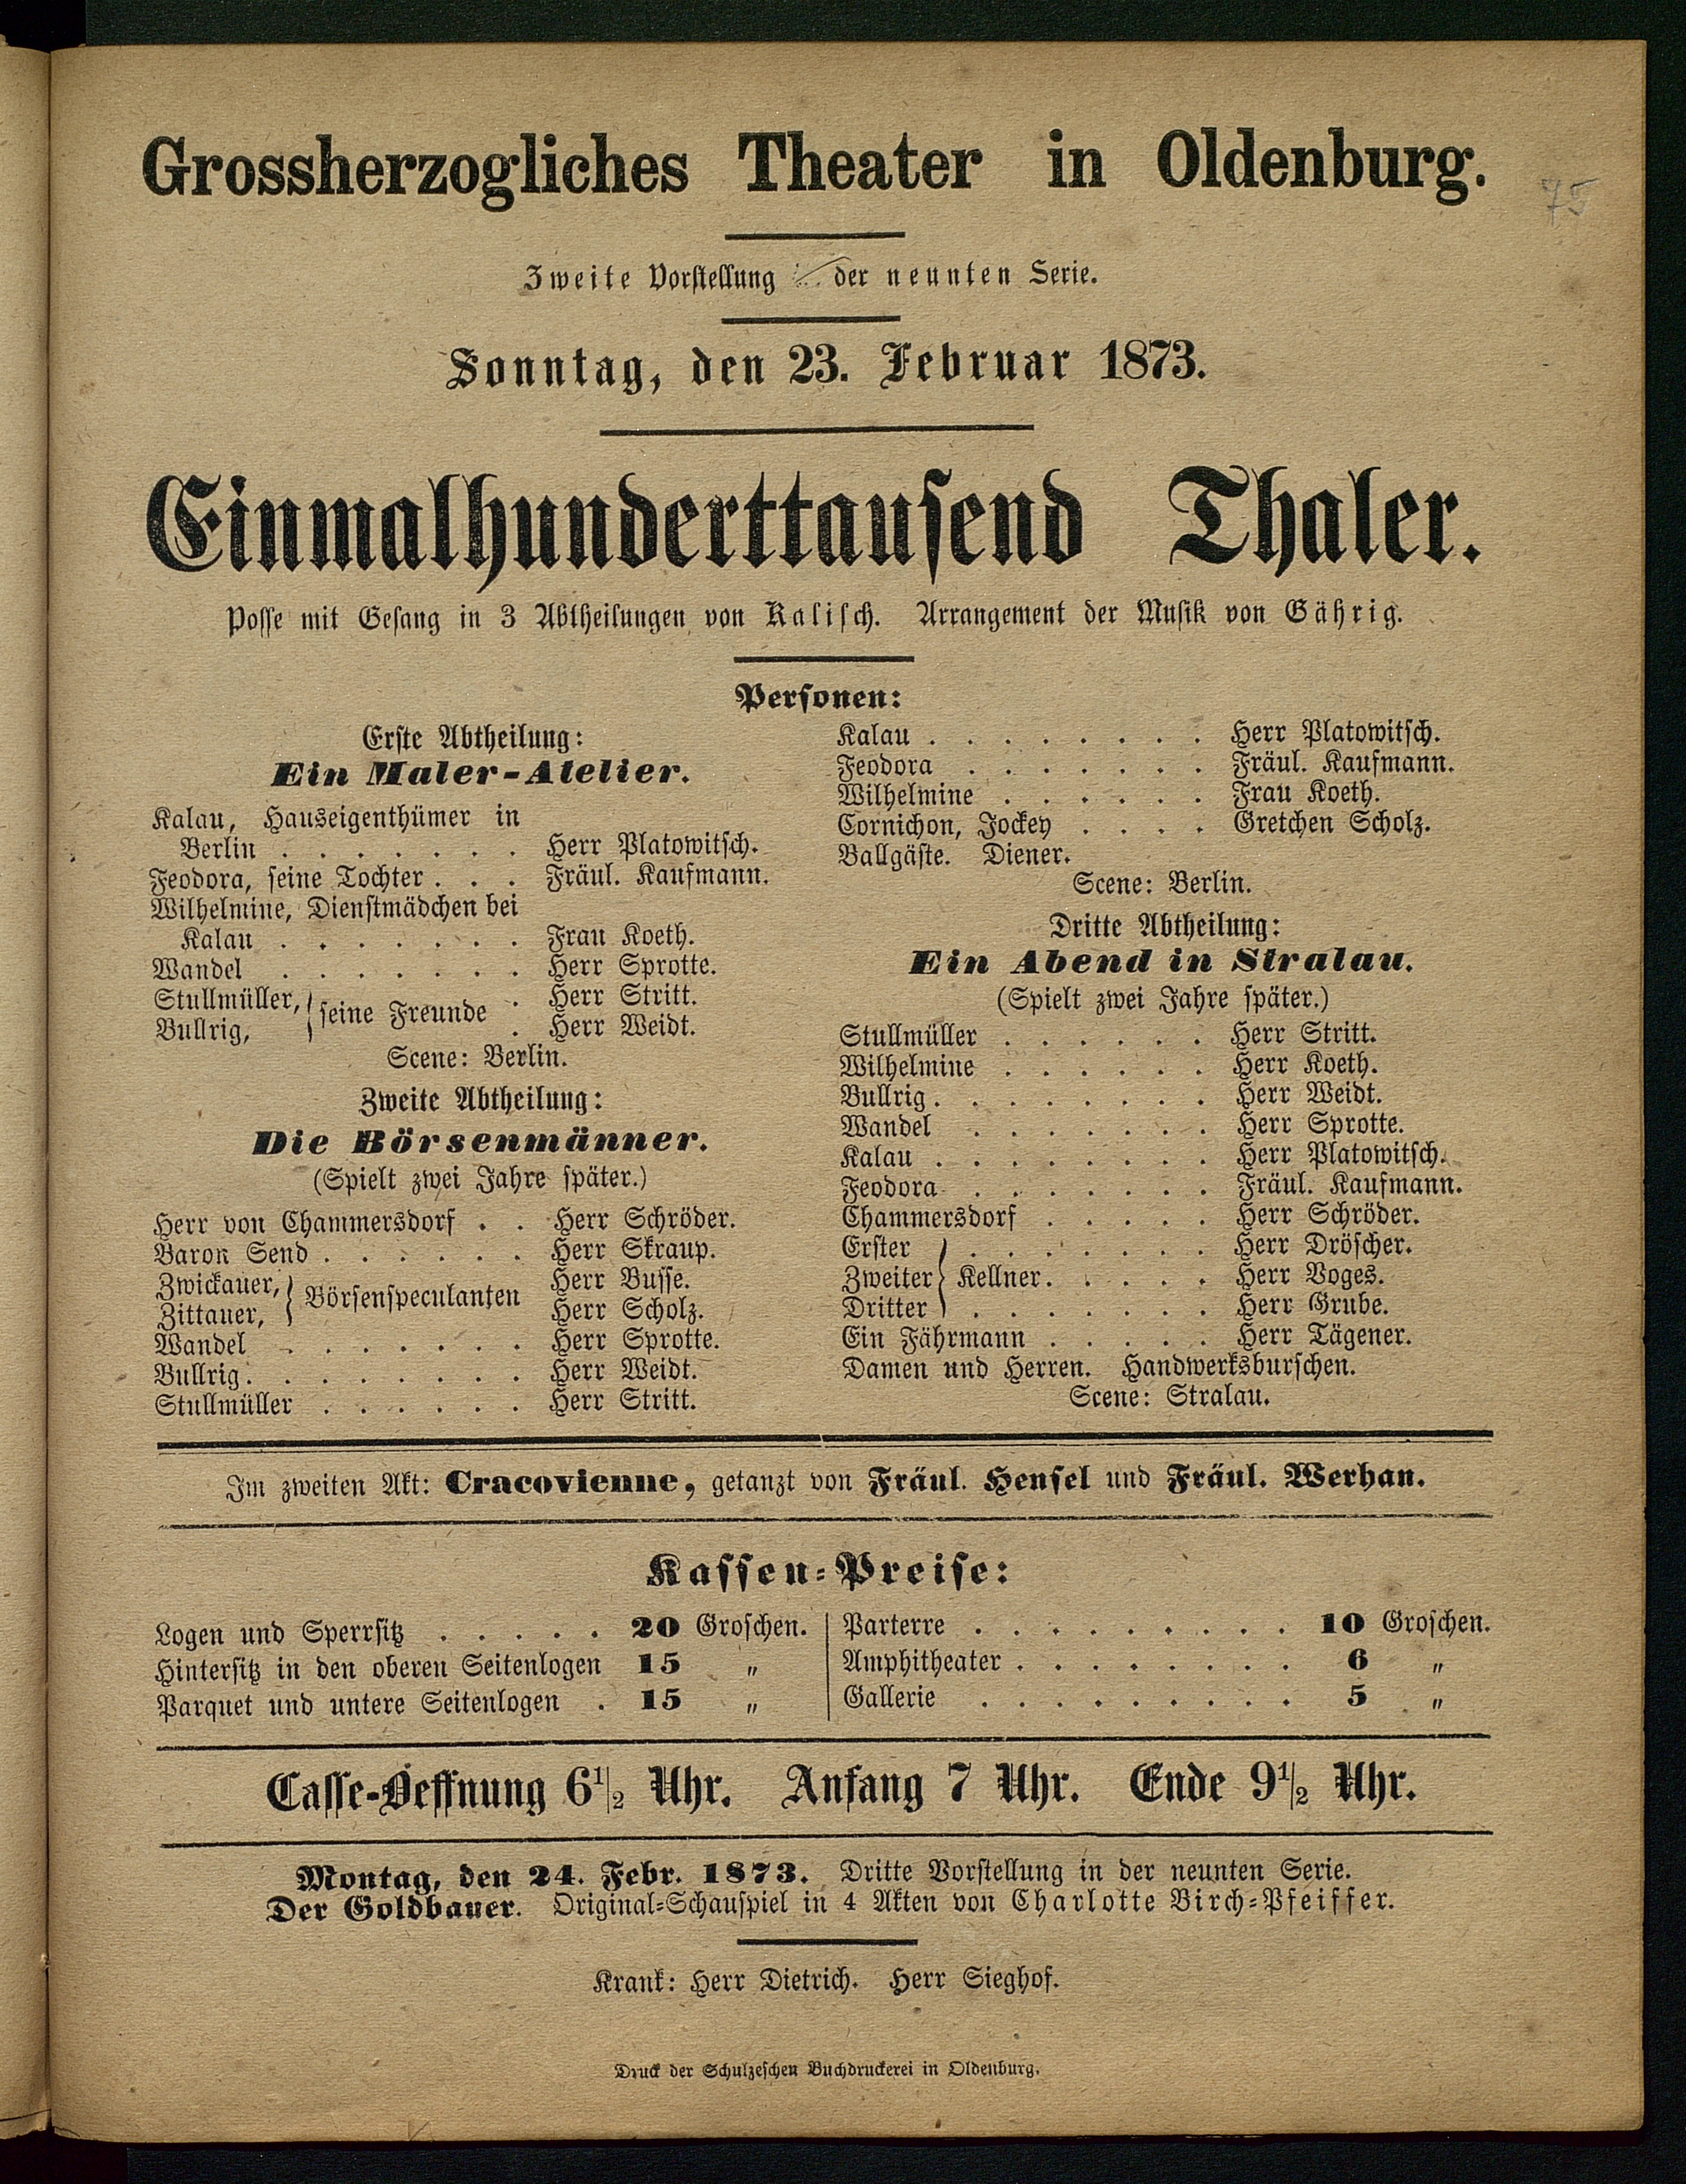 Grossherzogliches Theater in Oldenburg.
75
Zweite Vorstellung der neunten Serie.
Sonntag, den 23. Februar 1873.
Einmalhunderttausend Thaler.
Posse mit Gesang in 3 Abtheilungen von Kalisch. Arrangement der Musik von Gährig.
Personen:
Erste Abtheilung:
Ein Maler-Atelier.
Kalau, Hauseigenthümer in
Berlin . . . . . . . Herr Platowitsch.
Feodora, seine Tochter . . . Fräul. Kaufmann.
Wilhelmine, Dienstmädchen bei
Kalau . . . . . . . Frau Koeth.
Wandel . . . . . . . Herr Sprotte.
Stullmüller, } seine Freunde . Herr Stritt.
Bullrig, } . Herr Weidt.
Scene: Berlin.
Zweite Abtheilung:
Die Börsenmänner.
(Spielt zwei Jahre später.)
Herr von Chammersdorf . . Herr Schröder.
Baron Send . . . . . . Herr Skraup.
Zwickauer, } Börsenspeculanten Herr Busse.
Zittauer, } Herr Scholz.
Wandel . . . . . . . Herr Sprotte.
Bullrig . . . . . . . . Herr Weidt.
Stullmüller . . . . . . Herr Stritt.
Kalau . . . . . . . . Herr Platowitsch.
Feodora . . . . . . . Fräul. Kaufmann.
Wilhelmine . . . . . . Frau Koeth.
Cornichon, Jockey . . . . Gretchen Scholz.
Ballgäste. Diener.
Scene: Berlin.
Dritte Abtheilung:
Ein Abend in Stralau.
(Spielt zwei Jahre später.)
Stullmüller . . . . . . Herr Stritt.
Wilhelmine . . . . . . Herr Koeth.
Bullrig . . . . . . . . Herr Weidt.
Wandel . . . . . . . Herr Sprotte.
Kalau . . . . . . . . Herr Platowitsch.
Feodora . . . . . . . Fräul. Kaufmann.
Chammersdorf . . . . . Herr Schröder.
Erster } . . . . . . . Herr Dröscher.
Zweiter } Kellner . . . . . Herr Voges.
Dritter } . . . . . . . Herr Grube.
Ein Fährmann . . . . . Herr Tägener.
Damen und Herren. Handwerksburschen.
Scene: Stralau.
Im zweiten Akt: Cracovienne, getanzt von Fräul. Hensel und Fräul. Werhan.
Kassen-Preise:
Logen und Sperrsitz . . . . . 20 Groschen.
Hintersitz in den oberen Seitenlogen 15 "
Parquet und untere Seitenlogen . 15 "
Parterre . . . . . . . . . 10 Groschen.
Amphitheater . . . . . . . . 6 "
Gallerie . . . . . . . . . 5 "
Casse-Oeffnung 6 1/2 Uhr. Anfang 7 Uhr. Ende 9 1/2 Uhr.
Montag, den 24. Febr. 1873. Dritte Vorstellung in der neunten Serie.
Der Goldbauer. Original-Schauspiel in 4 Akten von Charlotte Birch-Pfeiffer.
Krank: Herr Dietrich. Herr Sieghof.
Druck der Schulzeschen Buchdruckerei in Oldenburg.